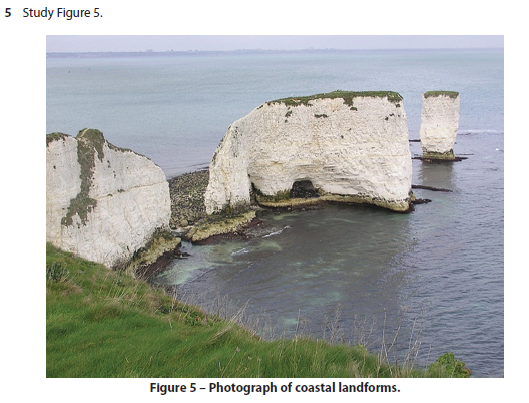 5 Study Figure 5.
Figure 5 – Photograph of coastal landforms.